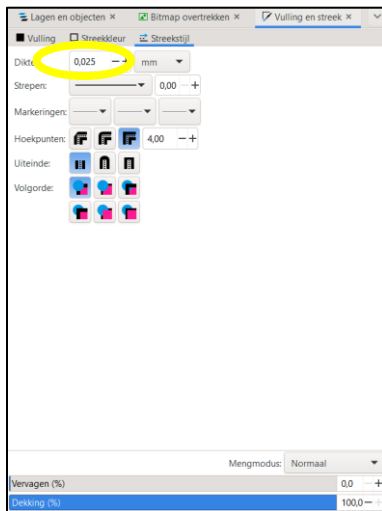 Lagen en objecten × Bitmap overtrekken × Vulling en streek ×
Vulling Streekkleur Streekstijl
Dikte: 0,025 − + mm
Strepen: 0,00 − +
Markeringen:
Hoekpunten: 4,00 − +
Uiteinde:
Volgorde:
Mengmodus: Normaal
Vervagen (%) 0,0 − +
Dekking (%) 100,0 − +